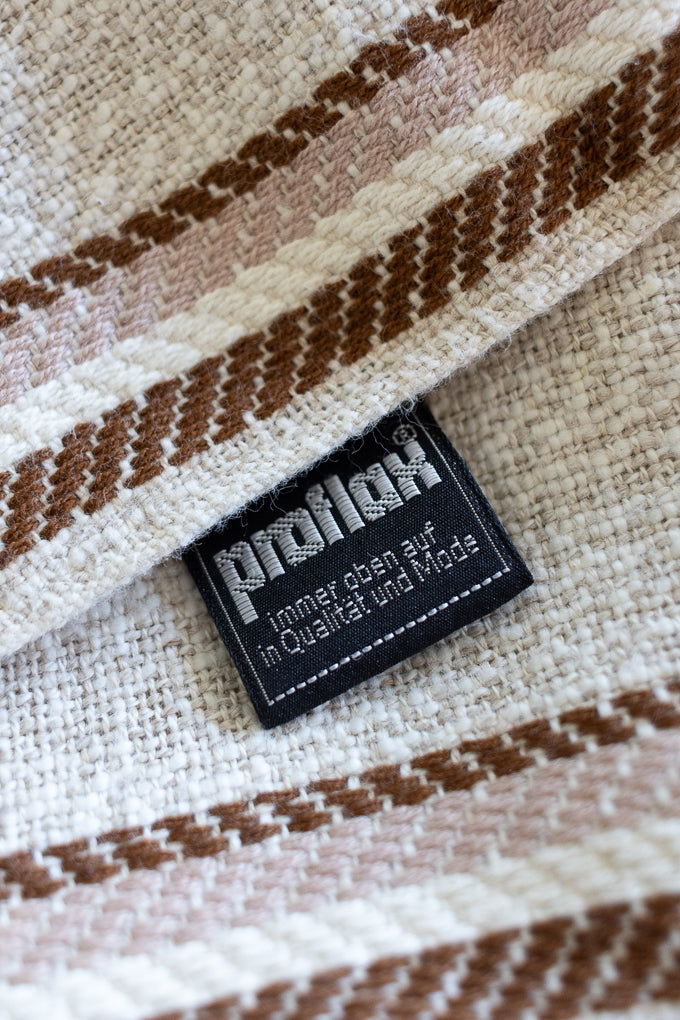 proflax®
immer oben auf
in Qualität und Mode